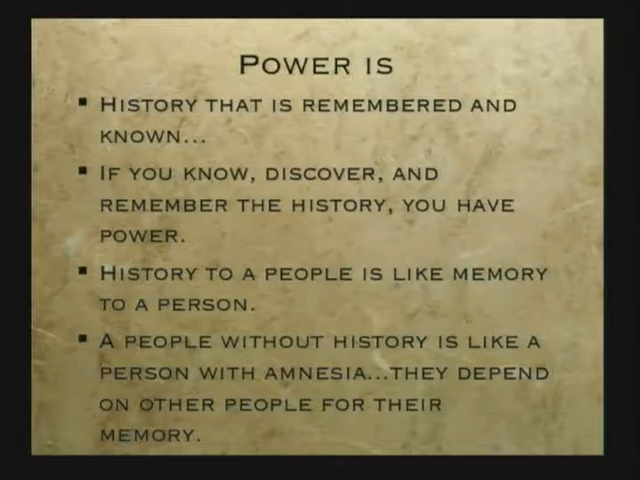 POWER IS
▪ HISTORY THAT IS REMEMBERED AND
KNOWN...
▪ IF YOU KNOW, DISCOVER, AND
REMEMBER THE HISTORY, YOU HAVE
POWER.
▪ HISTORY TO A PEOPLE IS LIKE MEMORY
TO A PERSON.
▪ A PEOPLE WITHOUT HISTORY IS LIKE A
PERSON WITH AMNESIA...THEY DEPEND
ON OTHER PEOPLE FOR THEIR
MEMORY.